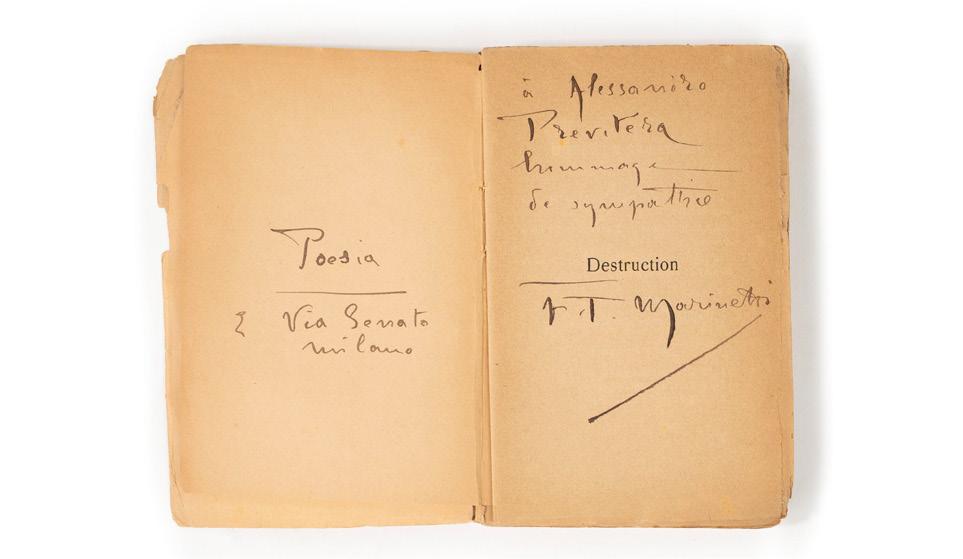 Poesia
2 Via Senato
milano
à Alessandro
Previtera
hommage
de sympathie
Destruction
F. T. Marinetti